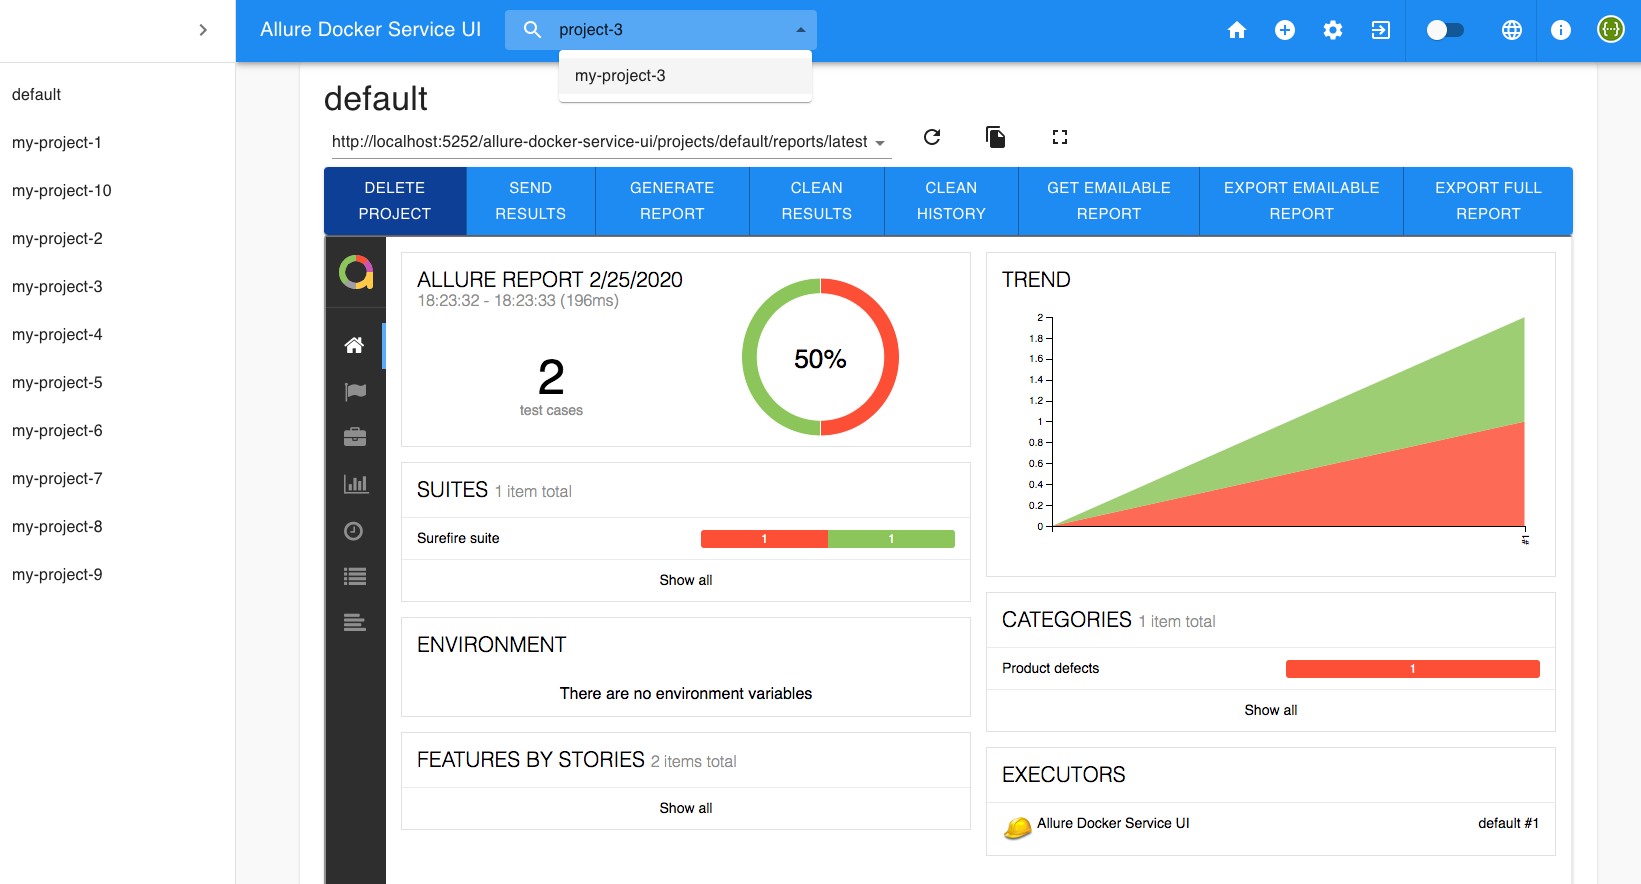 Allure Docker Service UI
project-3
my-project-3
default
my-project-1
my-project-10
my-project-2
my-project-3
my-project-4
my-project-5
my-project-6
my-project-7
my-project-8
my-project-9
default
http://localhost:5252/allure-docker-service-ui/projects/default/reports/latest
DELETE
PROJECT
SEND
RESULTS
GENERATE
REPORT
CLEAN
RESULTS
CLEAN
HISTORY
GET EMAILABLE
REPORT
EXPORT EMAILABLE
REPORT
EXPORT FULL
REPORT
ALLURE REPORT 2/25/2020
18:23:32 - 18:23:33 (196ms)
2
test cases
50%
SUITES 1 item total
Surefire suite 1 1
Show all
ENVIRONMENT
There are no environment variables
FEATURES BY STORIES 2 items total
Show all
TREND
2
1.8
1.6
1.4
1.2
1
0.8
0.6
0.4
0.2
0
#1
CATEGORIES 1 item total
Product defects 1
Show all
EXECUTORS
Allure Docker Service UI default #1